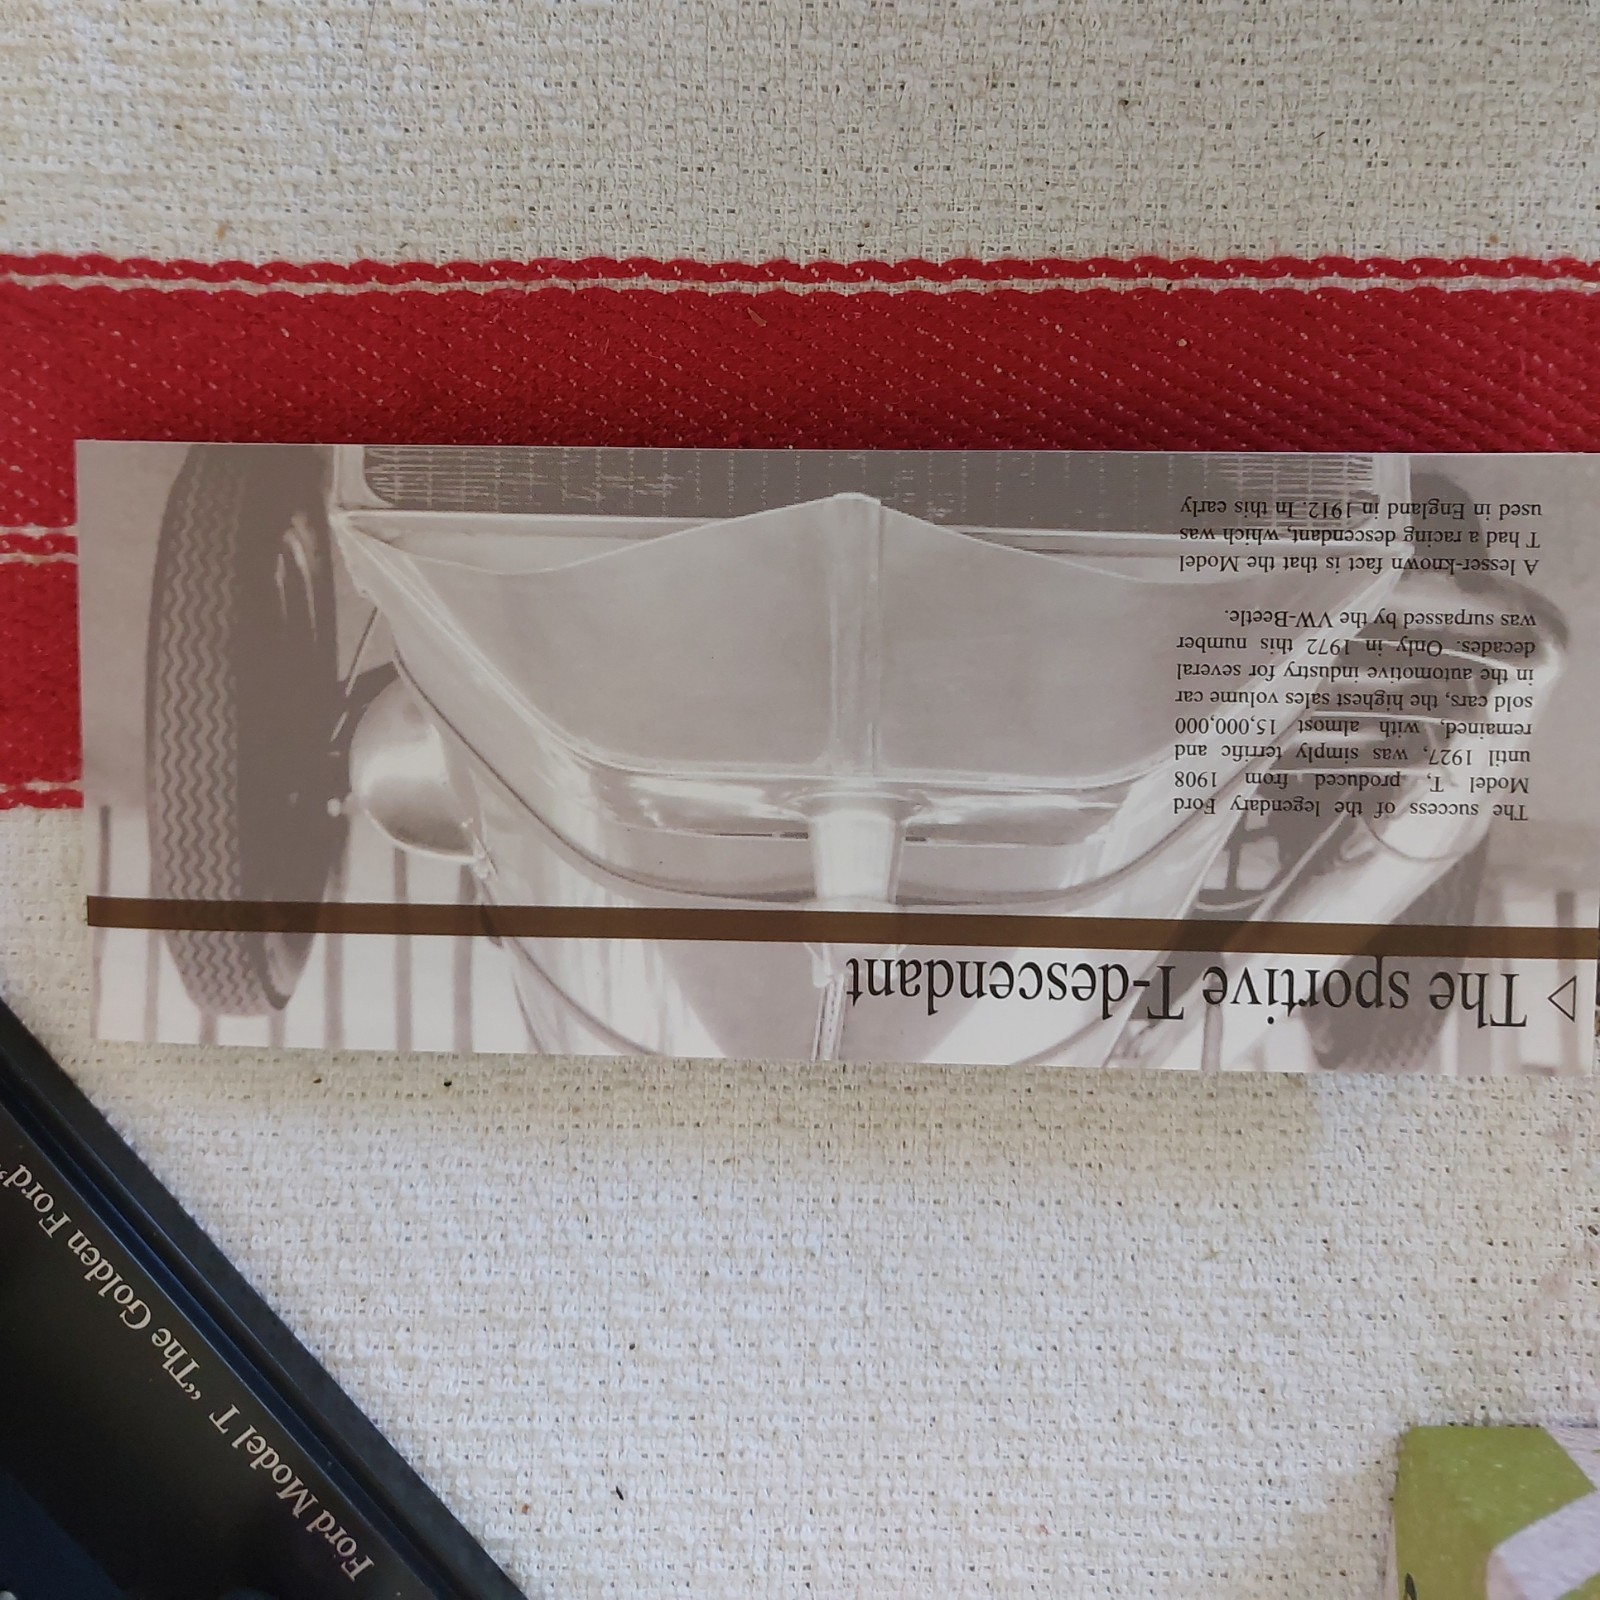 The sportive T-descendant
The success of the legendary Ford
Model T, produced from 1908
until 1927, was simply terrific and
remained, with almost 15,000,000
sold cars, the highest sales volume car
in the automotive industry for several
decades. Only in 1972 this number
was surpassed by the VW-Beetle.
A lesser-known fact is that the Model
T had a racing descendant, which was
used in England in 1912. In this early
Ford Model T “The Golden Ford”